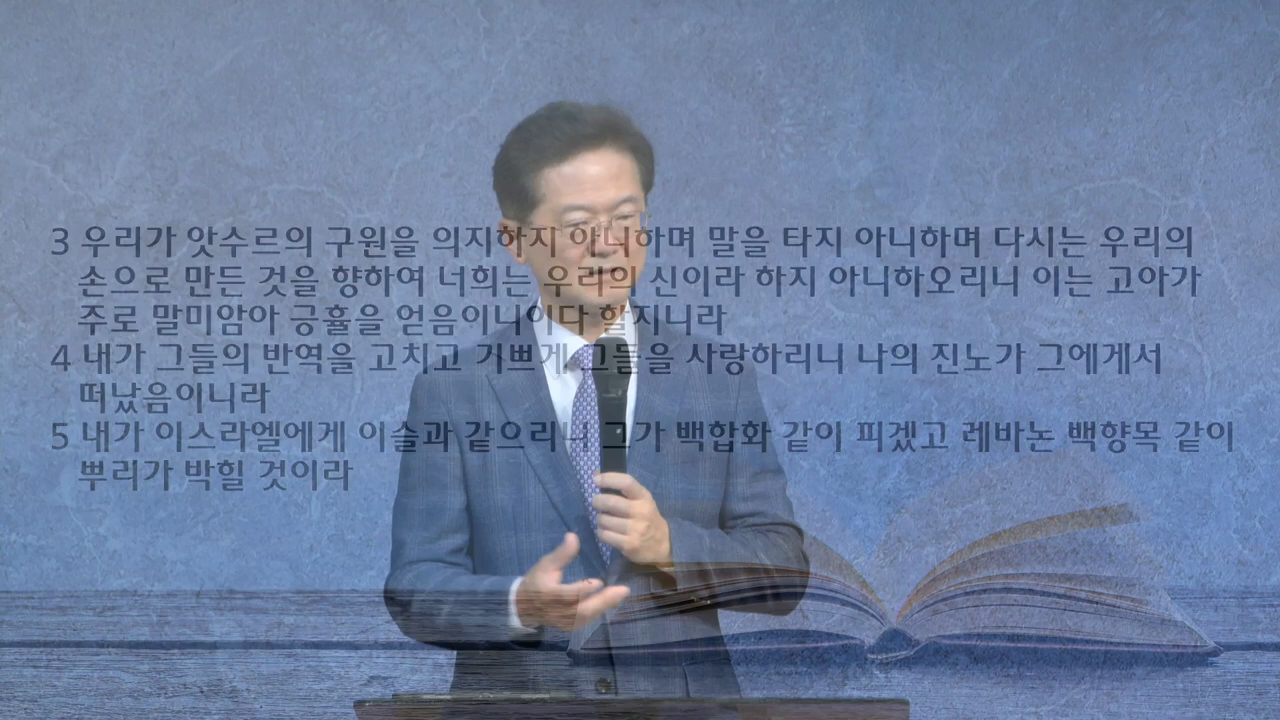 3 우리가 앗수르의 구원을 의지하지 아니하며 말을 타지 아니하며 다시는 우리의
손으로 만든 것을 향하여 너희는 우리의 신이라 하지 아니하오리니 이는 고아가
주로 말미암아 긍휼을 얻음이니이다 할지니라
4 내가 그들의 반역을 고치고 기쁘게 그들을 사랑하리니 나의 진노가 그에게서
떠났음이니라
5 내가 이스라엘에게 이슬과 같으리니 그가 백합화 같이 피겠고 레바논 백향목 같이
뿌리가 박힐 것이라